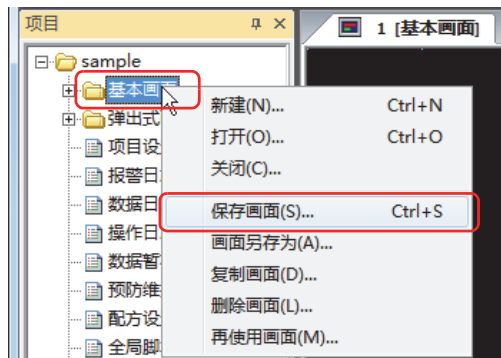 项目
1 [基本画面]
sample
基本画面
弹出式
项目设
报警日
数据日
操作日
数据暂
预防维
配方设
全局脚
新建(N)... Ctrl+N
打开(O)... Ctrl+O
关闭(C)...
保存画面(S)... Ctrl+S
画面另存为(A)...
复制画面(D)...
删除画面(L)...
再使用画面(M)...